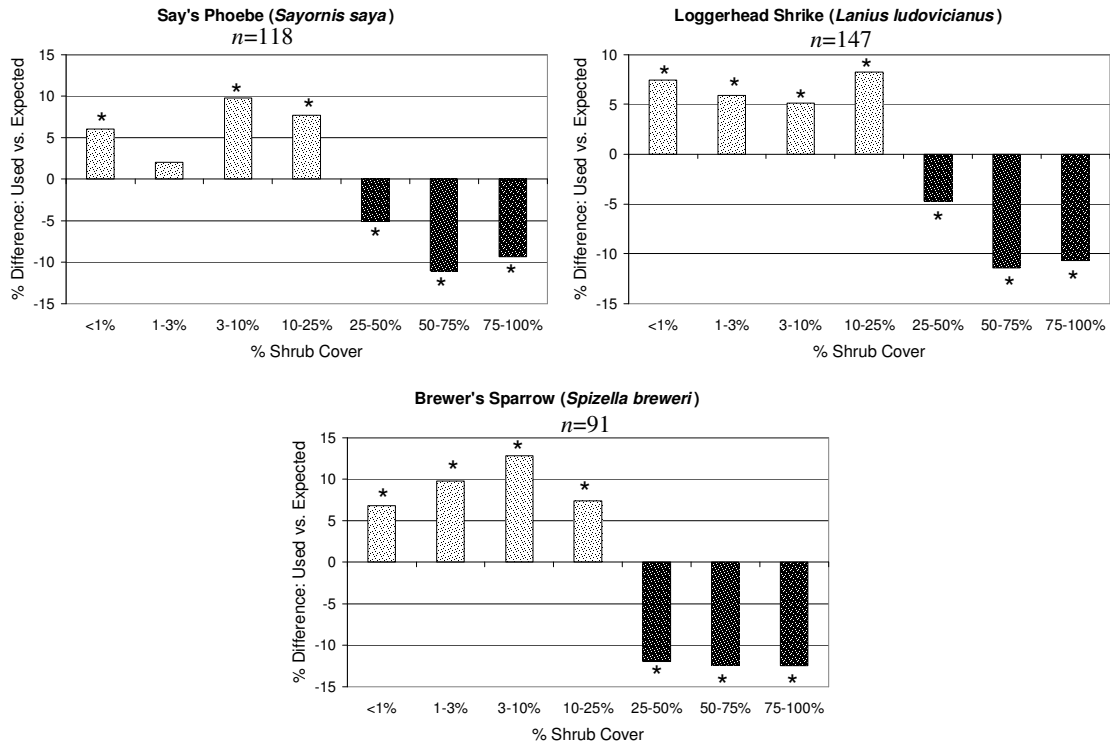 Say's Phoebe (Sayornis saya)
n=118
% Difference: Used vs. Expected
15
10
5
0
-5
-10
-15
* * * * * *
<1% 1-3% 3-10% 10-25% 25-50% 50-75% 75-100%
% Shrub Cover
Loggerhead Shrike (Lanius ludovicianus)
n=147
% Difference: Used vs. Expected
10
5
0
-5
-10
-15
* * * * * * *
<1% 1-3% 3-10% 10-25% 25-50% 50-75% 75-100%
% Shrub Cover
Brewer's Sparrow (Spizella breweri)
n=91
% Difference: Used vs. Expected
15
10
5
0
-5
-10
-15
* * * * * * *
<1% 1-3% 3-10% 10-25% 25-50% 50-75% 75-100%
% Shrub Cover